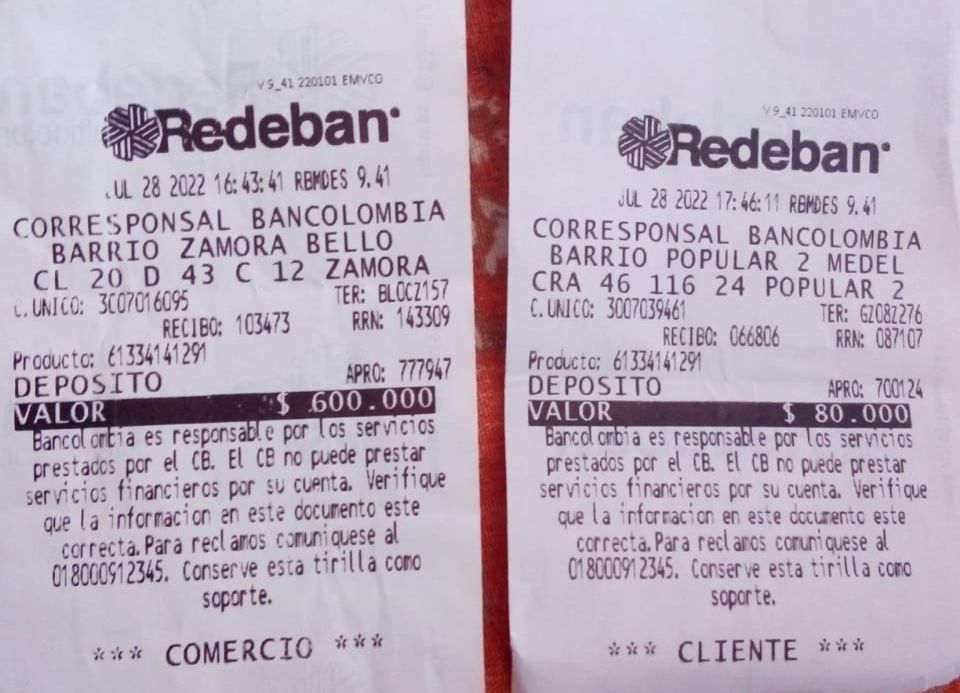 V 9_41 220101 EMVCO
Redeban
JUL 28 2022 16:43:41 RBMDES 9.41
CORRESPONSAL BANCOLOMBIA
BARRIO ZAMORA BELLO
CL 20 D 43 C 12 ZAMORA
C. UNICO: 3007016095 TER: BLOCZ157
RECIBO: 103473 RRN: 143309
Producto: 61334141291
DEPOSITO APRO: 777947
VALOR $ 600.000
Bancolombia es responsable por los servicios
prestados por el CB. El CB no puede prestar
servicios financieros por su cuenta. Verifique
que la informacion en este documento este
correcta.Para reclamos comuniquese al
018000912345. Conserve esta tirilla como
soporte.
*** COMERCIO ***
V 9_41 220101 EMVCO
Redeban
JUL 28 2022 17:46:11 RBMDES 9.41
CORRESPONSAL BANCOLOMBIA
BARRIO POPULAR 2 MEDEL
CRA 46 116 24 POPULAR 2
C. UNICO: 3007039461 TER: GZ08Z276
RECIBO: 066806 RRN: 087107
Producto: 61334141291
DEPOSITO APRO: 700124
VALOR $ 80.000
Bancolombia es responsable por los servicios
prestados por el CB. El CB no puede prestar
servicios financieros por su cuenta. Verifique
que la informacion en este documento este
correcta.Para reclamos comuniquese al
018000912345. Conserve esta tirilla como
soporte.
*** CLIENTE ***